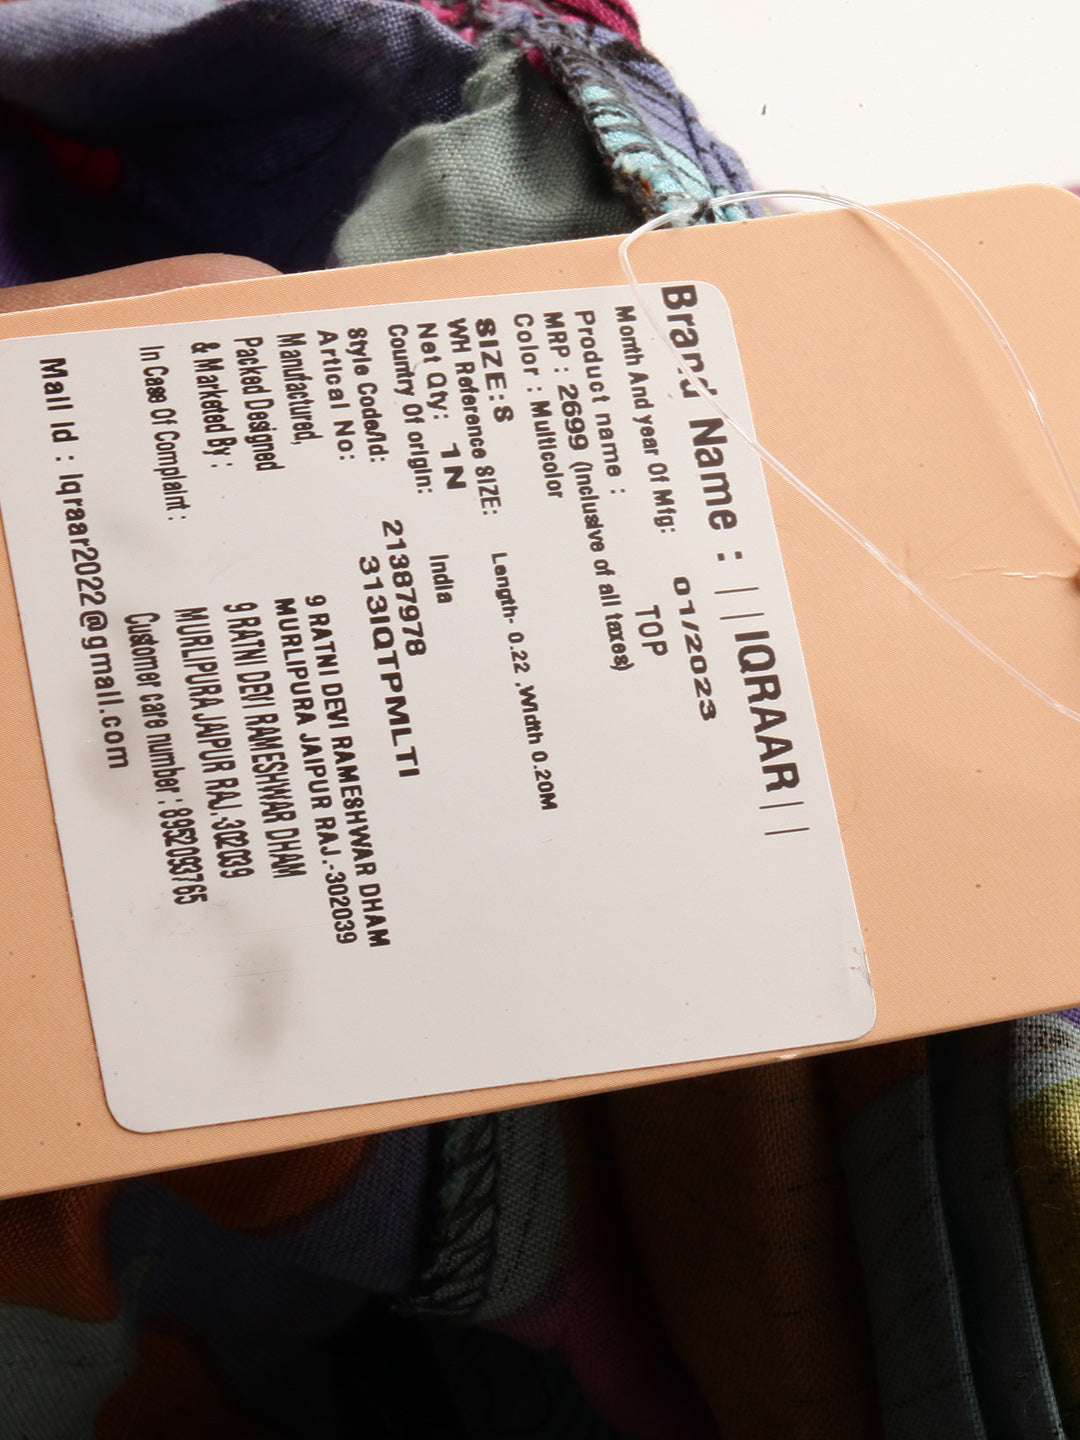 Brand Name : | | IQRAAR | |
Month And year Of Mfg: 01/2023
Product name : TOP
MRP : 2699 (Inclusive of all taxes)
Color : Multicolor
SIZE: S
WH Reference SIZE: Length- 0.22 ,Width 0.20M
Net Qty: 1N
Country Of origin: India
Style Code/Id: 21387978
Artical No: 313IQTPMLTI
Manufactured, 9 RATNI DEVI RAMESHWAR DHAM
Packed Designed MURLIPURA JAIPUR RAJ.-302039
& Marketed By : 9 RATNI DEVI RAMESHWAR DHAM
MURLIPURA JAIPUR RAJ.-302039
In Case Of Complaint : Customer care number : 8952093765
Mail Id : iqraar2022@gmail.com